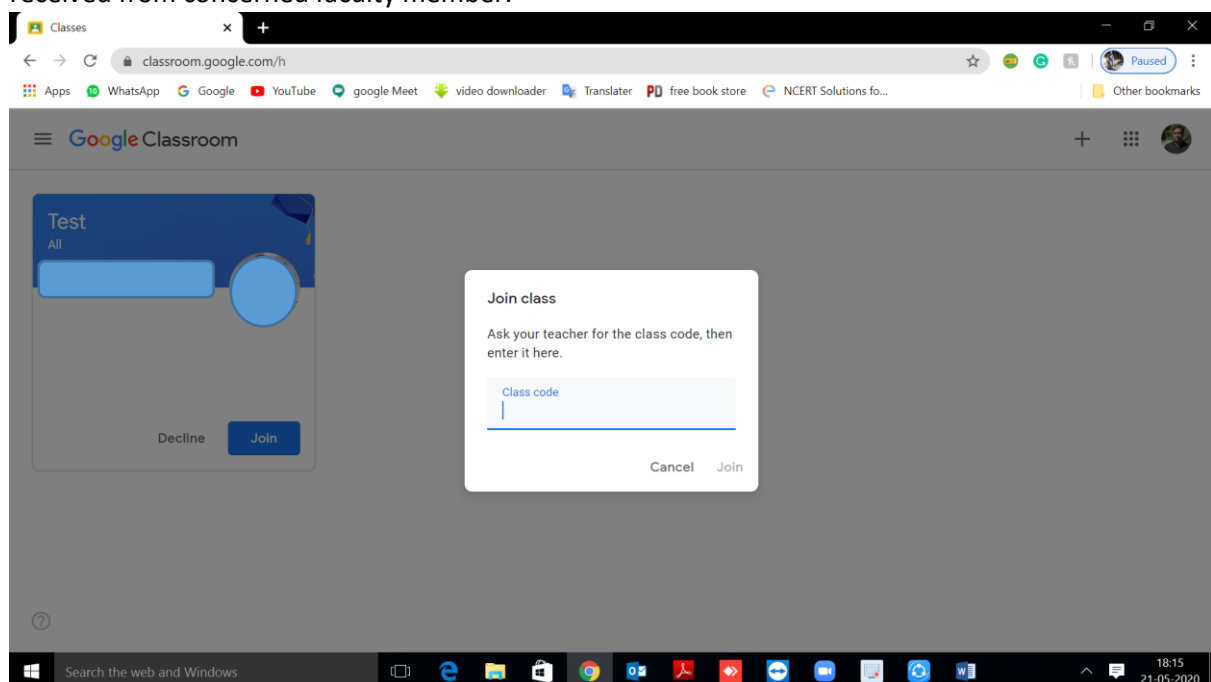 received from concerned faculty member.
Classes
classroom.google.com/h
Paused
Apps WhatsApp Google YouTube google Meet video downloader Translater PD free book store NCERT Solutions fo... Other bookmarks
Google Classroom
Test
All
Join class
Ask your teacher for the class code, then
enter it here.
Class code
Decline Join
Cancel Join
Search the web and Windows
18:15
21-05-2020